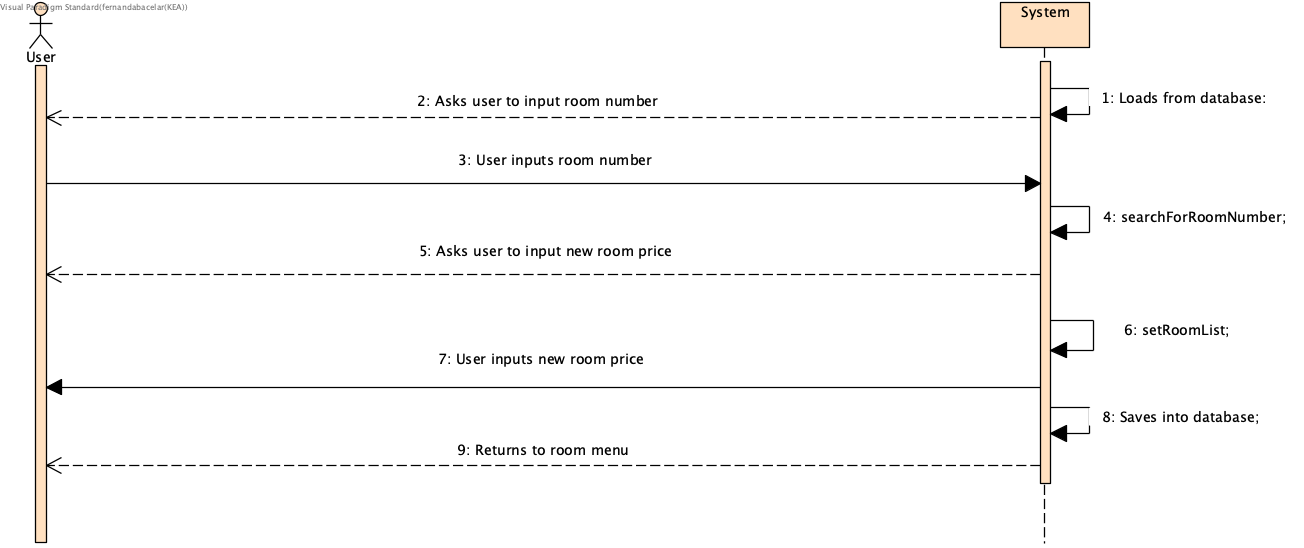 Visual Paradigm Standard(fernandabacelar(KEA))
User
System
1: Loads from database:
2: Asks user to input room number
3: User inputs room number
4: searchForRoomNumber;
5: Asks user to input new room price
6: setRoomList;
7: User inputs new room price
8: Saves into database;
9: Returns to room menu